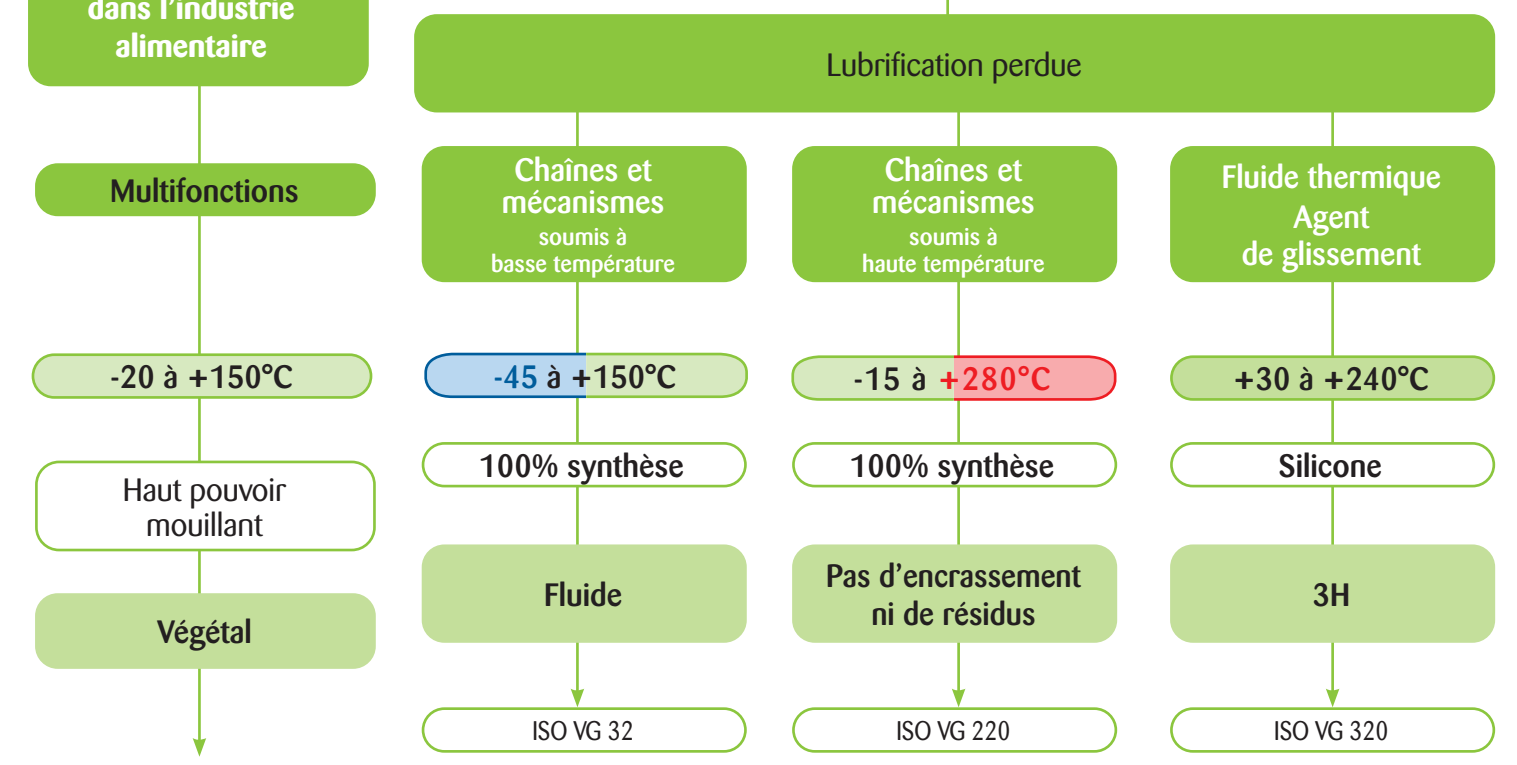 dans l'industrie
alimentaire
Multifonctions
-20 à +150°C
Haut pouvoir
mouillant
Végétal
Lubrification perdue
Chaînes et
mécanismes
soumis à
basse température
-45 à +150°C
100% synthèse
Fluide
ISO VG 32
Chaînes et
mécanismes
soumis à
haute température
-15 à +280°C
100% synthèse
Pas d'encrassement
ni de résidus
ISO VG 220
Fluide thermique
Agent
de glissement
+30 à +240°C
Silicone
3H
ISO VG 320